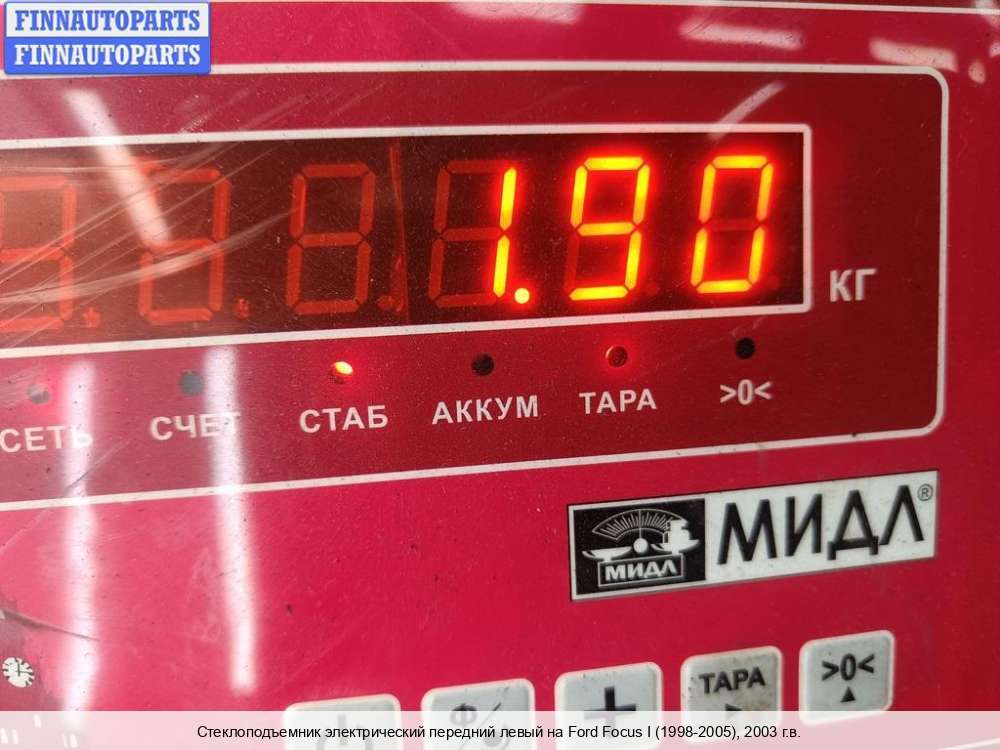 FINNAUTOPARTS
FINNAUTOPARTS
1.90
КГ
СЕТЬ СЧЕТ СТАБ АККУМ ТАРА >0<
МИДЛ
МИДЛ®
Ф/
+
ТАРА
>0<
Стеклоподъемник электрический передний левый на Ford Focus I (1998-2005), 2003 г.в.